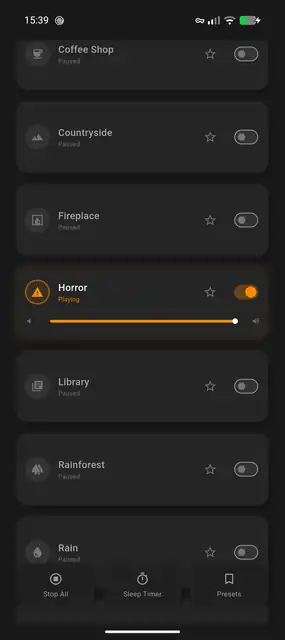 15:39
Coffee Shop
Paused
Countryside
Paused
Fireplace
Paused
Horror
Playing
Library
Paused
Rainforest
Paused
Rain
Stop All
Sleep Timer
Presets